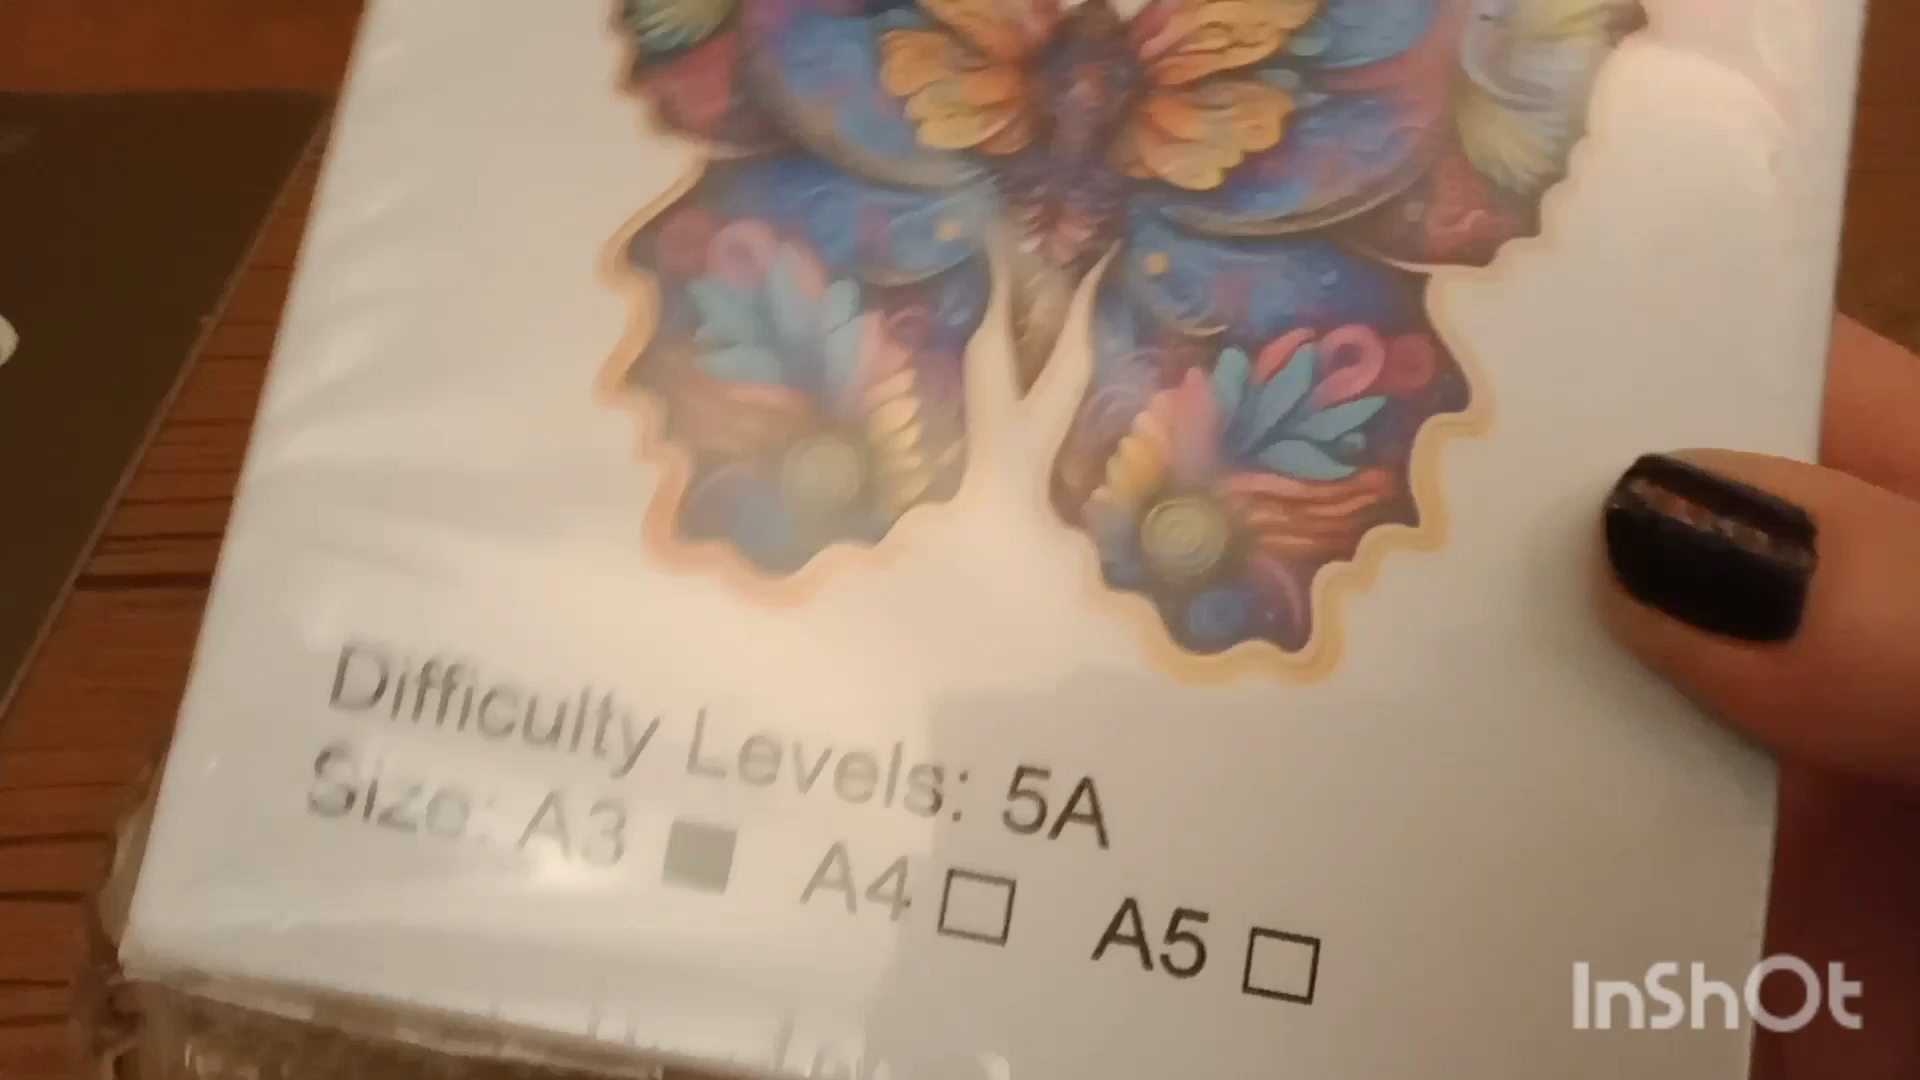 Difficulty Levels: 5A
Size: A3 ■ A4 □ A5 □
InShOt